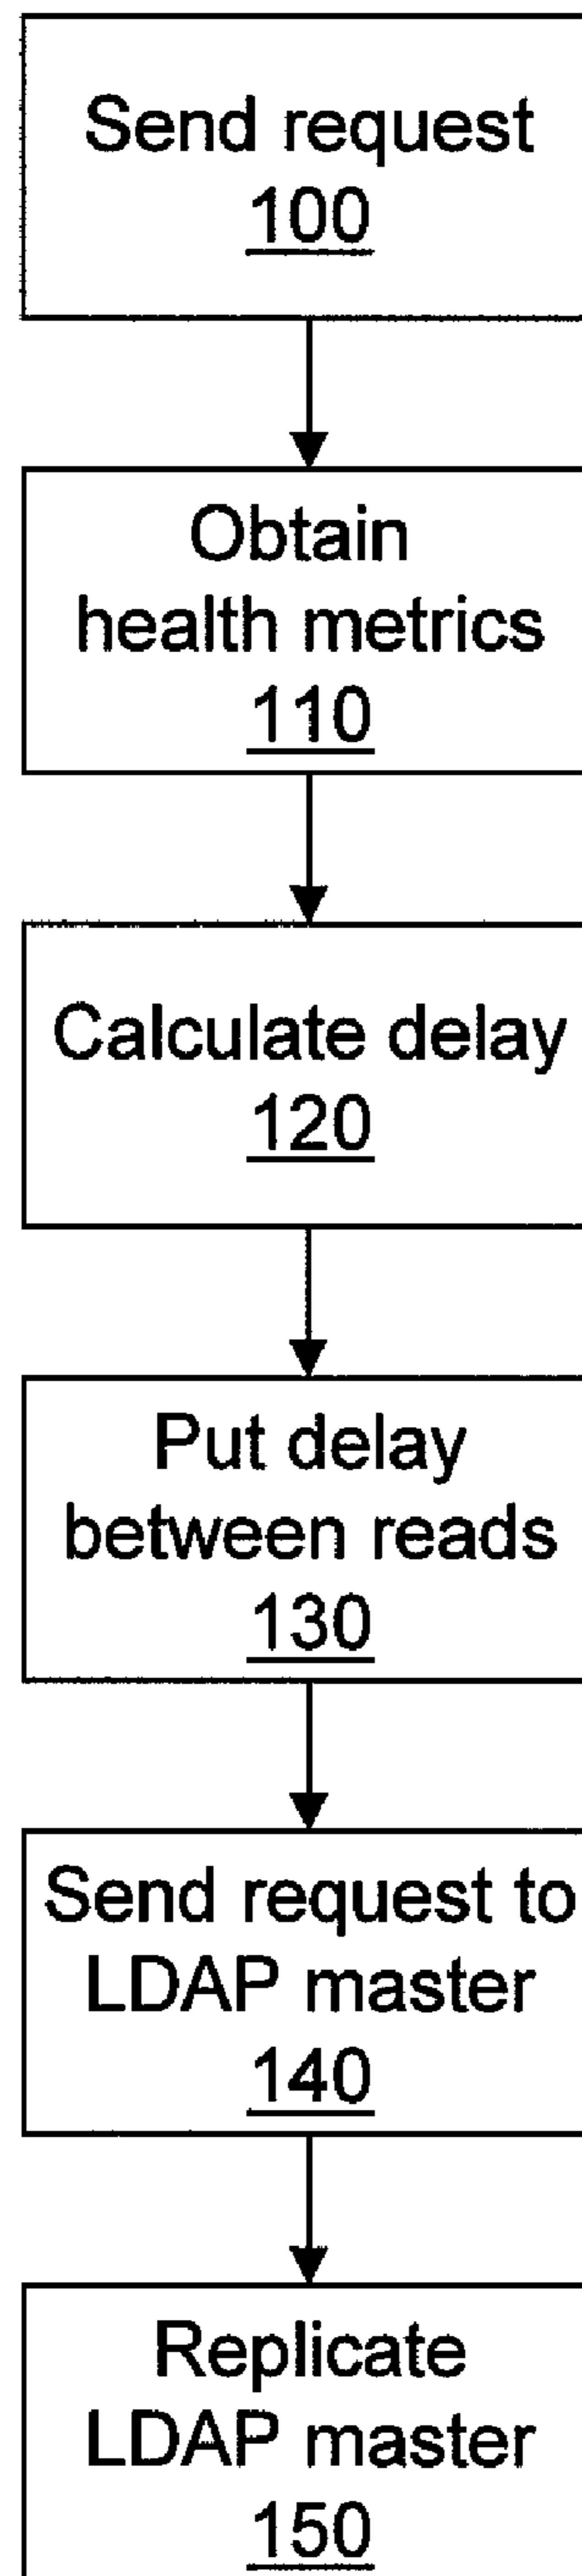 Send request
100
Obtain
health metrics
110
Calculate delay
120
Put delay
between reads
130
Send request to
LDAP master
140
Replicate
LDAP master
150